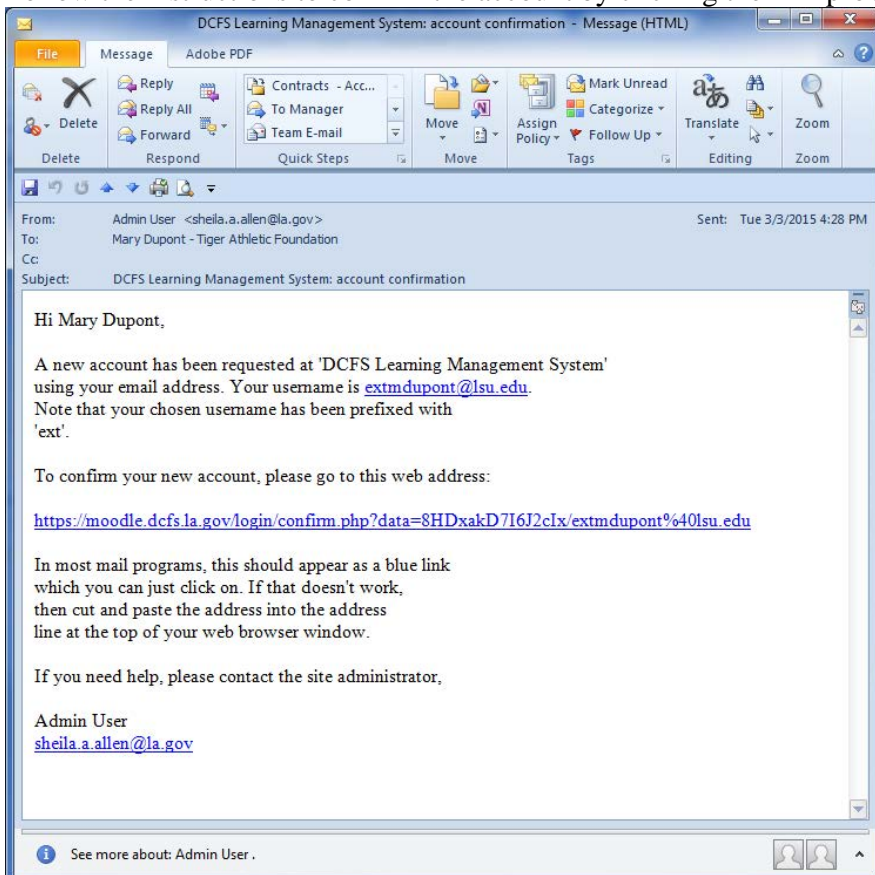 DCFS Learning Management System: account confirmation - Message (HTML)
File Message Adobe PDF
Delete
Reply
Reply All
Forward
Contracts - Acc...
To Manager
Team E-mail
Move
Assign Policy
Mark Unread
Categorize
Follow Up
Translate
Zoom
Delete Respond Quick Steps Move Tags Editing Zoom
From: Admin User <sheila.a.allen@la.gov> Sent: Tue 3/3/2015 4:28 PM
To: Mary Dupont - Tiger Athletic Foundation
Cc:
Subject: DCFS Learning Management System: account confirmation
Hi Mary Dupont,
A new account has been requested at 'DCFS Learning Management System'
using your email address. Your username is extmdupont@lsu.edu.
Note that your chosen username has been prefixed with
'ext'.
To confirm your new account, please go to this web address:
https://moodle.dcfs.la.gov/login/confirm.php?data=8HDxakD7I6J2cIx/extmdupont%40lsu.edu
In most mail programs, this should appear as a blue link
which you can just click on. If that doesn't work,
then cut and paste the address into the address
line at the top of your web browser window.
If you need help, please contact the site administrator,
Admin User
sheila.a.allen@la.gov
See more about: Admin User .